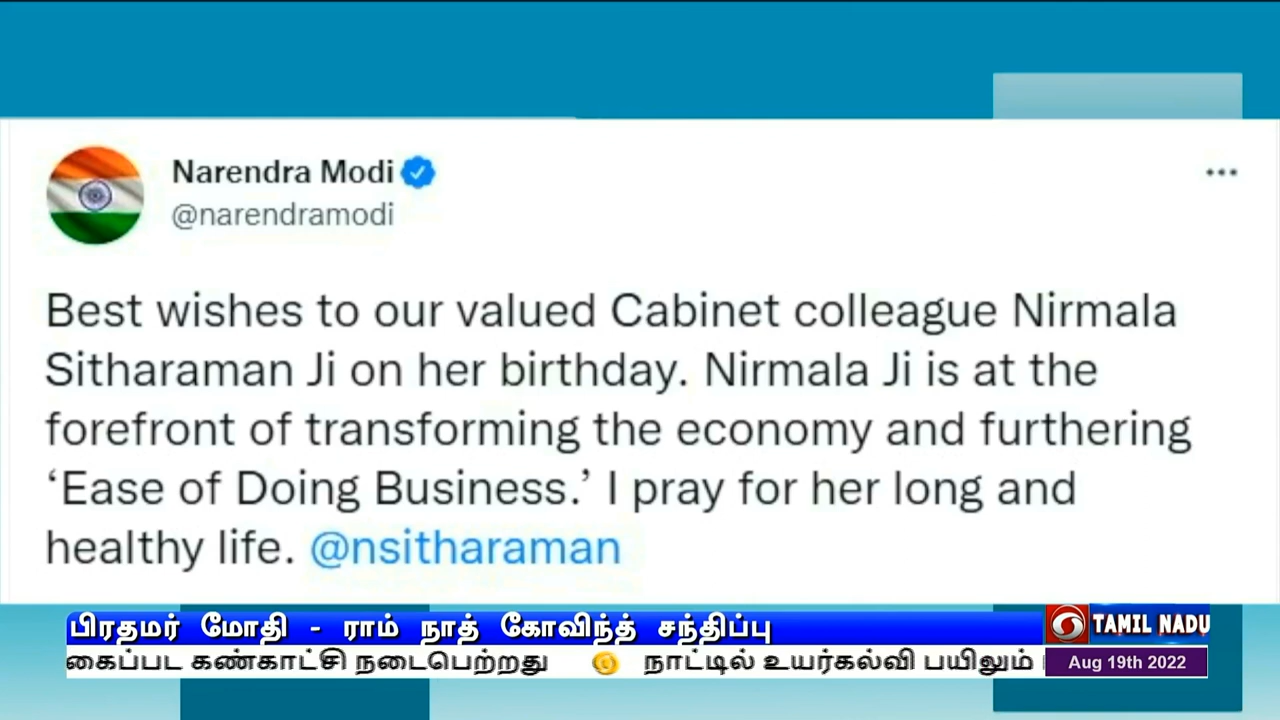 Narendra Modi
@narendramodi
Best wishes to our valued Cabinet colleague Nirmala
Sitharaman Ji on her birthday. Nirmala Ji is at the
forefront of transforming the economy and furthering
‘Ease of Doing Business.’ I pray for her long and
healthy life. @nsitharaman
பிரதமர் மோதி - ராம் நாத் கோவிந்த் சந்திப்பு
TAMIL NADU
கைப்பட கண்காட்சி நடைபெற்றது நாட்டில் உயர்கல்வி பயிலும்
Aug 19th 2022